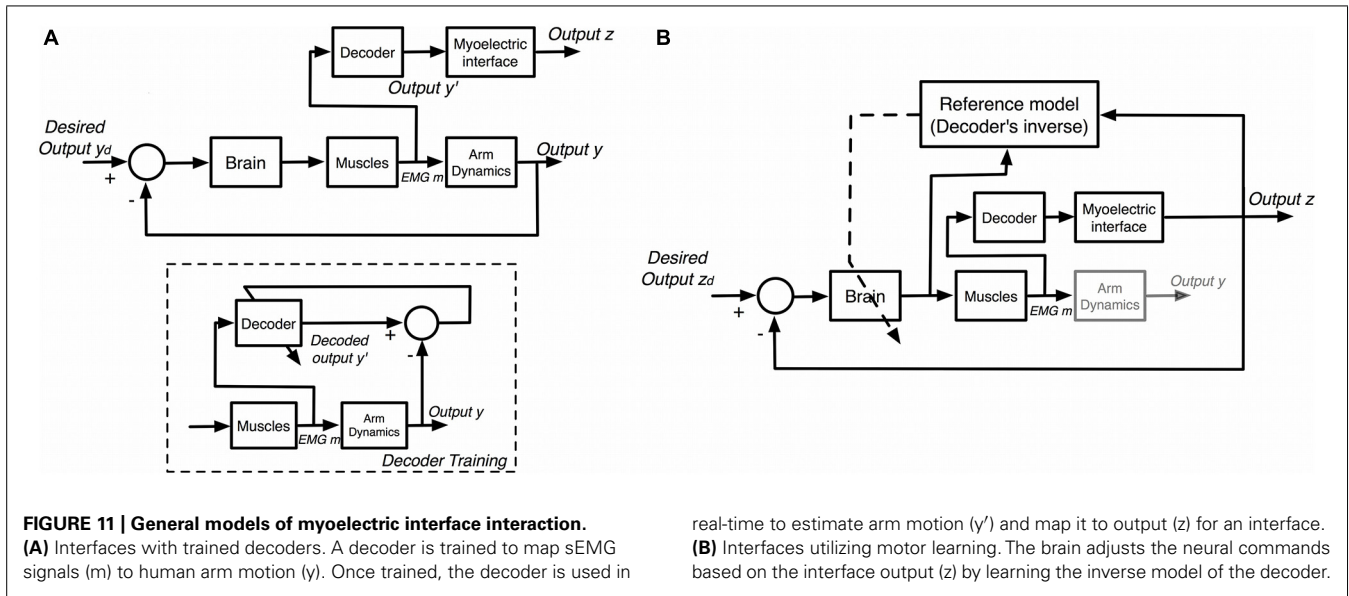 A
Decoder
Myoelectric
interface
Output z
Output y'
Desired
Output yd
+
-
Brain
Muscles
EMG m
Arm
Dynamics
Output y
Decoder
Decoded
output y'
+
-
Muscles
EMG m
Arm
Dynamics
Output y
Decoder Training
B
Reference model
(Decoder's inverse)
Decoder
Myoelectric
interface
Output z
Desired
Output zd
+
-
Brain
Muscles
EMG m
Arm
Dynamics
Output y
FIGURE 11 | General models of myoelectric interface interaction.
(A) Interfaces with trained decoders. A decoder is trained to map sEMG
signals (m) to human arm motion (y). Once trained, the decoder is used in
real-time to estimate arm motion (y′) and map it to output (z) for an interface.
(B) Interfaces utilizing motor learning. The brain adjusts the neural commands
based on the interface output (z) by learning the inverse model of the decoder.